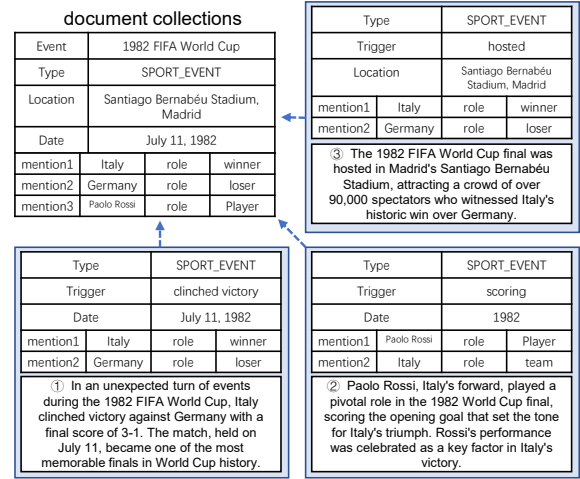 document collections
Event 1982 FIFA World Cup
Type SPORT_EVENT
Location Santiago Bernabéu Stadium,
Madrid
Date July 11, 1982
mention1 Italy role winner
mention2 Germany role loser
mention3 Paolo Rossi role Player
Type SPORT_EVENT
Trigger hosted
Location Santiago Bernabéu
Stadium, Madrid
mention1 Italy role winner
mention2 Germany role loser
③ The 1982 FIFA World Cup final was
hosted in Madrid's Santiago Bernabéu
Stadium, attracting a crowd of over
90,000 spectators who witnessed Italy's
historic win over Germany.
Type SPORT_EVENT
Trigger clinched victory
Date July 11, 1982
mention1 Italy role winner
mention2 Germany role loser
① In an unexpected turn of events
during the 1982 FIFA World Cup, Italy
clinched victory against Germany with a
final score of 3-1. The match, held on
July 11, became one of the most
memorable finals in World Cup history.
Type SPORT_EVENT
Trigger scoring
Date 1982
mention1 Paolo Rossi role Player
mention2 Italy role team
② Paolo Rossi, Italy's forward, played a
pivotal role in the 1982 World Cup final,
scoring the opening goal that set the tone
for Italy's triumph. Rossi's performance
was celebrated as a key factor in Italy's
victory.